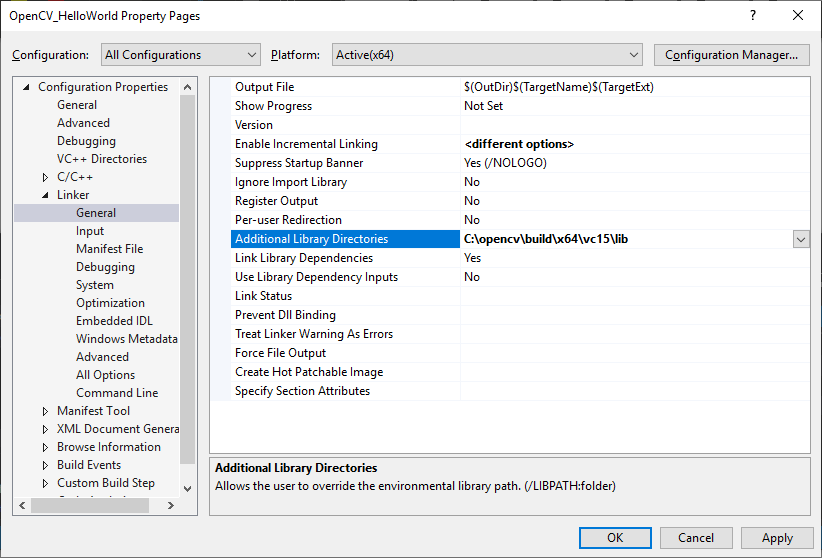 OpenCV_HelloWorld Property Pages
Configuration: All Configurations Platform: Active(x64) Configuration Manager...
Configuration Properties
General
Advanced
Debugging
VC++ Directories
C/C++
Linker
General
Input
Manifest File
Debugging
System
Optimization
Embedded IDL
Windows Metadata
Advanced
All Options
Command Line
Manifest Tool
XML Document Genera
Browse Information
Build Events
Custom Build Step
Output File $(OutDir)$(TargetName)$(TargetExt)
Show Progress Not Set
Version
Enable Incremental Linking <different options>
Suppress Startup Banner Yes (/NOLOGO)
Ignore Import Library No
Register Output No
Per-user Redirection No
Additional Library Directories C:\opencv\build\x64\vc15\lib
Link Library Dependencies Yes
Use Library Dependency Inputs No
Link Status
Prevent Dll Binding
Treat Linker Warning As Errors
Force File Output
Create Hot Patchable Image
Specify Section Attributes
Additional Library Directories
Allows the user to override the environmental library path. (/LIBPATH:folder)
OK Cancel Apply